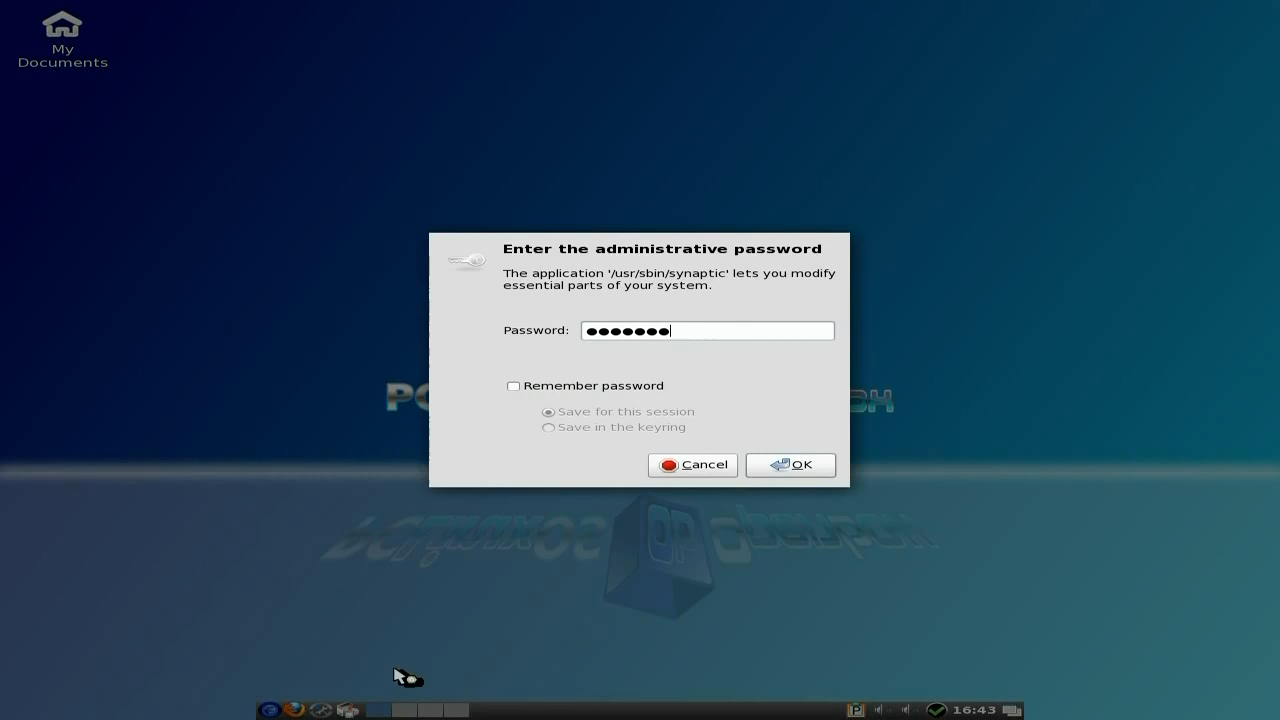 My
Documents
Enter the administrative password
The application '/usr/sbin/synaptic' lets you modify
essential parts of your system.
Password:
Remember password
Save for this session
Save in the keyring
Cancel
OK
16:43